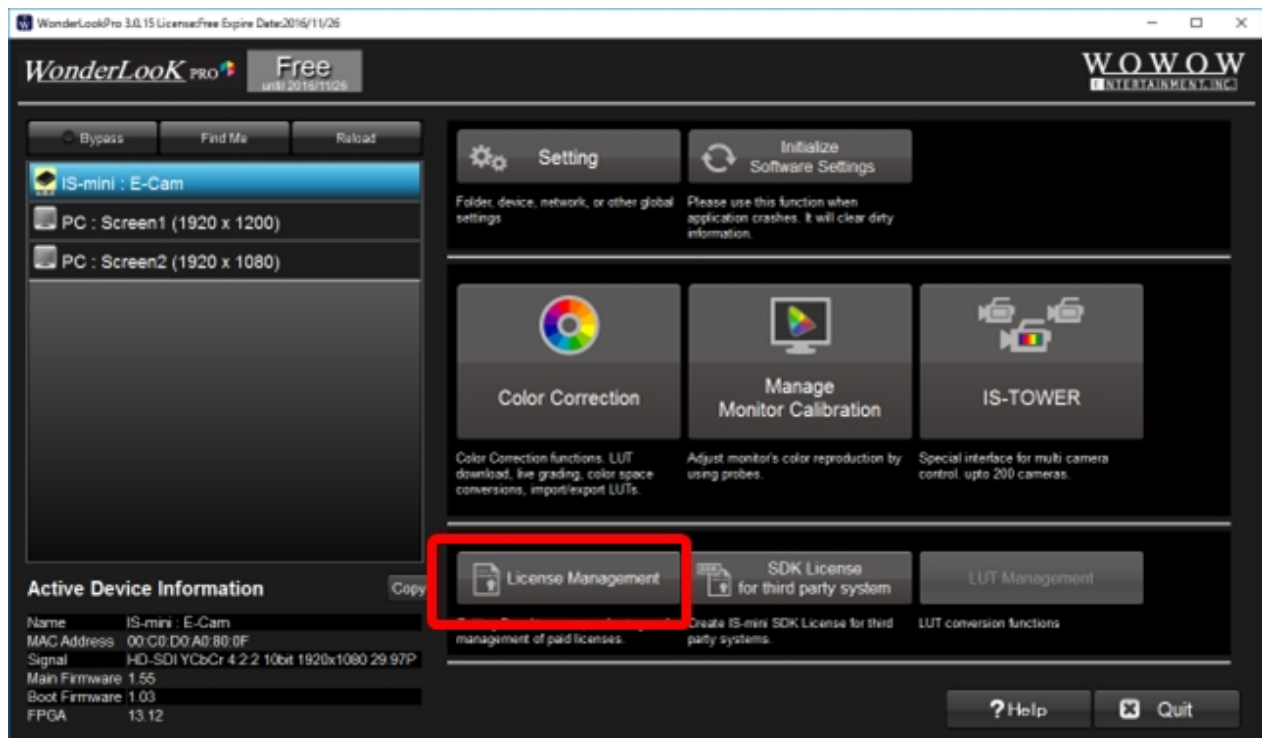 WonderLookPro 3.0.15 License:Free Expire Date:2016/11/26
WonderLooK PRO
Free
until 2016/11/26
WOWOW
ENTERTAINMENT, INC.
Bypass
Find Me
Reload
IS-mini : E-Cam
PC : Screen1 (1920 x 1200)
PC : Screen2 (1920 x 1080)
Setting
Initialize
Software Settings
Folder, device, network, or other global
settings
Please use this function when
application crashes. It will clear dirty
information.
Color Correction
Manage
Monitor Calibration
IS-TOWER
Color Correction functions. LUT
download, live grading, color space
conversions, import/export LUTs.
Adjust monitor's color reproduction by
using probes.
Special interface for multi camera
control. upto 200 cameras.
License Management
SDK License
for third party system
LUT Management
management of paid licenses.
Create IS-mini SDK License for third
party systems.
LUT conversion functions
Active Device Information
Copy
Name IS-mini : E-Cam
MAC Address 00:C0:D0:A0:80:0F
Signal HD-SDI YCbCr 4:2:2 10bit 1920x1080 29.97P
Main Firmware 1.55
Boot Firmware 1.03
FPGA 13.12
? Help
Quit